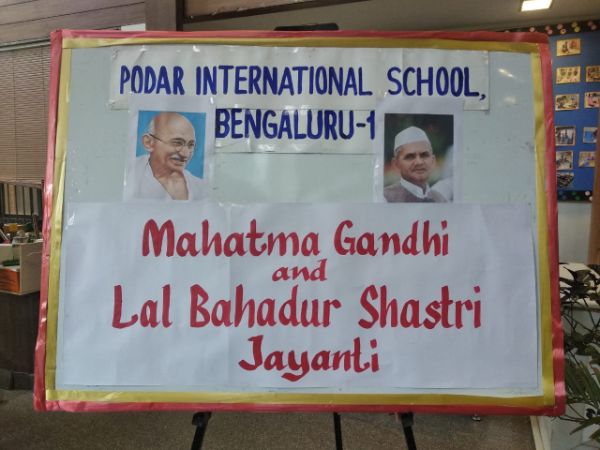 PODAR INTERNATIONAL SCHOOL,
BENGALURU-1
Mahatma Gandhi
and
Lal Bahadur Shastri
Jayanti